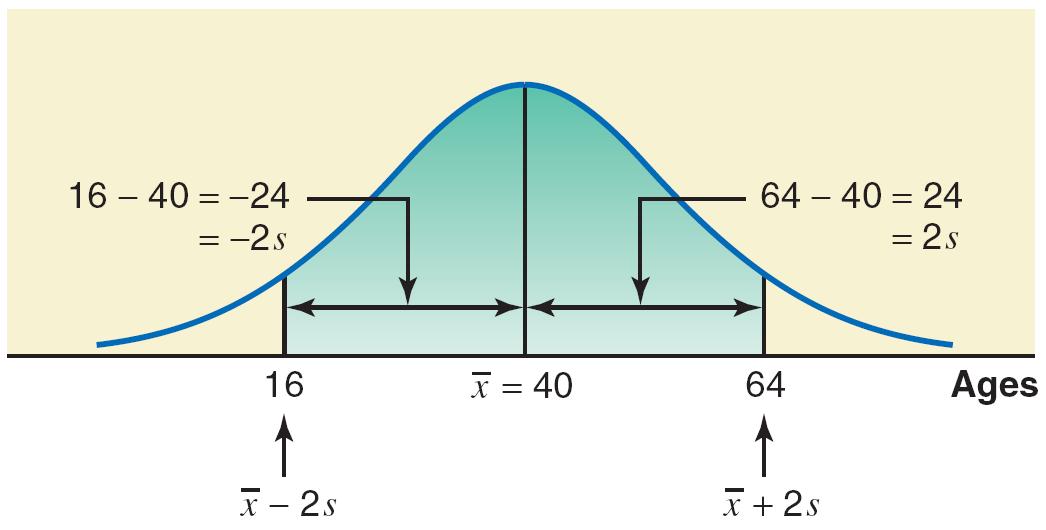 16 – 40 = –24
= –2s
64 – 40 = 24
= 2s
16
x̅ = 40
64
Ages
x̅ – 2s
x̅ + 2s